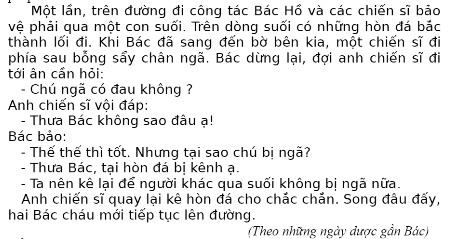 Một lần, trên đường đi công tác Bác Hồ và các chiến sĩ bảo
vệ phải qua một con suối. Trên dòng suối có những hòn đá bắc
thành lối đi. Khi Bác đã sang đến bờ bên kia, một chiến sĩ đi
phía sau bỗng sẩy chân ngã. Bác dừng lại, đợi anh chiến sĩ đi
tới ân cần hỏi:
- Chú ngã có đau không ?
Anh chiến sĩ vội đáp:
- Thưa Bác không sao đâu ạ!
Bác bảo:
- Thế thế thì tốt. Nhưng tại sao chú bị ngã?
- Thưa Bác, tại hòn đá bị kênh ạ.
- Ta nên kê lại để người khác qua suối không bị ngã nữa.
Anh chiến sĩ quay lại kê hòn đá cho chắc chắn. Song đâu đấy,
hai Bác cháu mới tiếp tục lên đường.
(Theo những ngày được gần Bác)